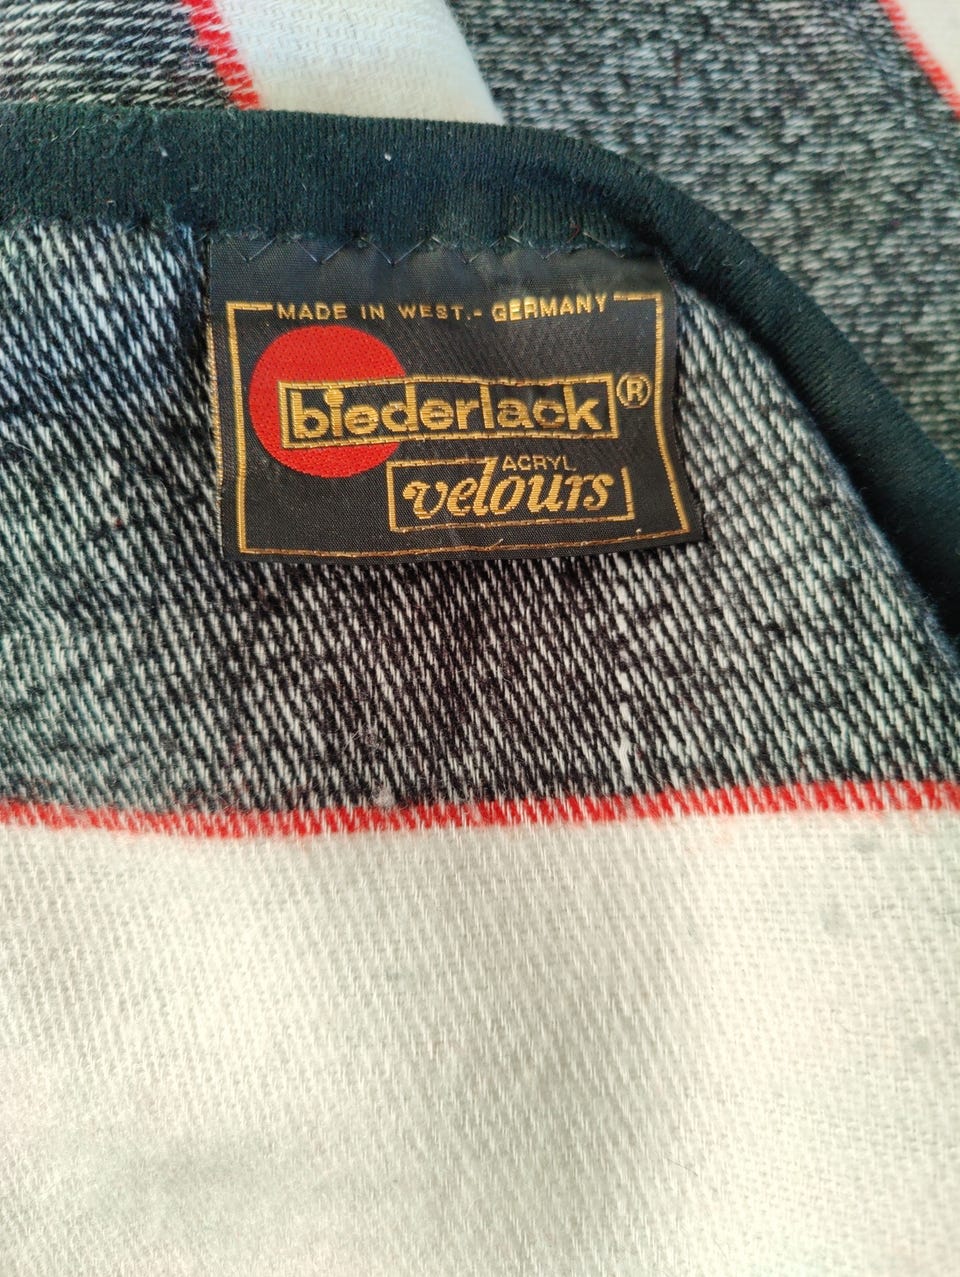 MADE IN WEST.- GERMANY
biederlack®
ACRYL
velours